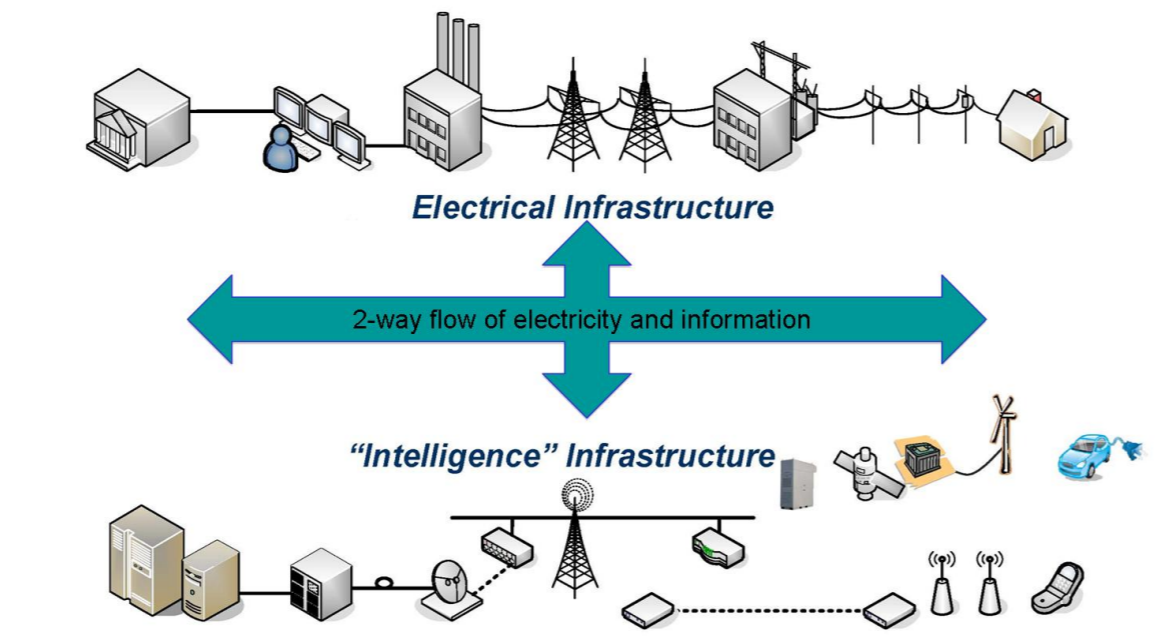 Electrical Infrastructure
2-way flow of electricity and information
“Intelligence” Infrastructure